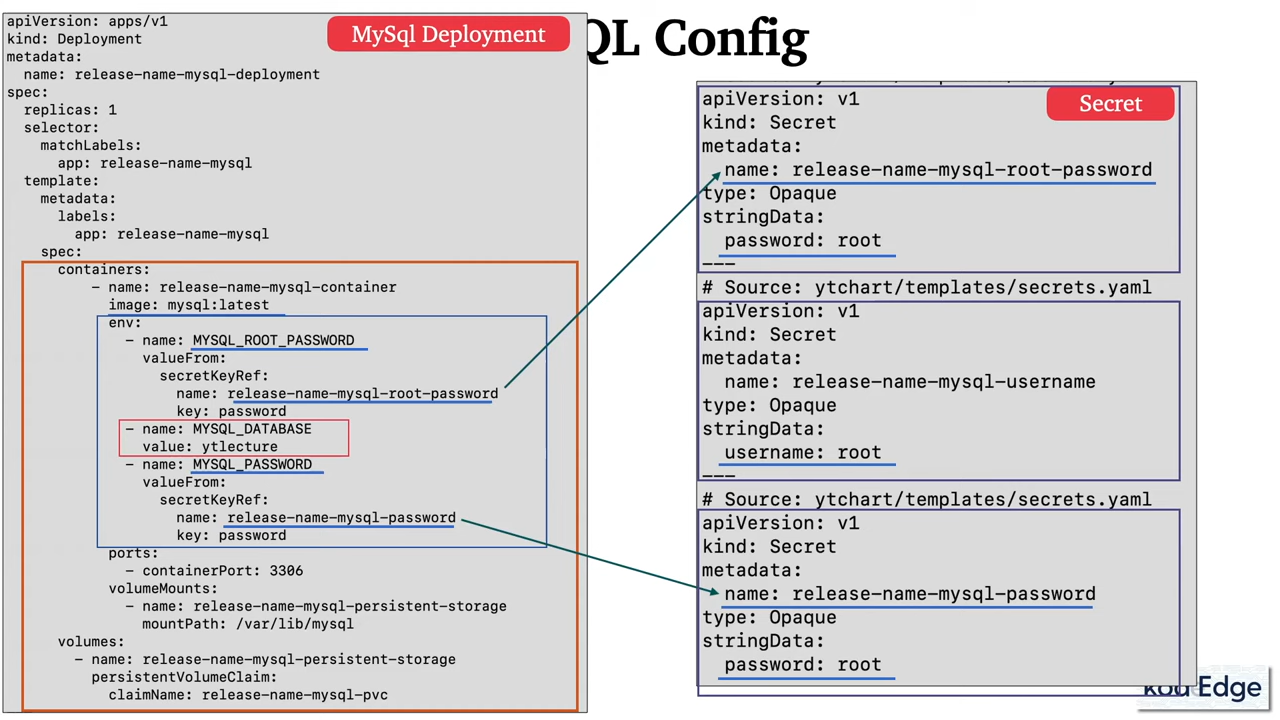 QL Config
MySql Deployment
apiVersion: apps/v1
kind: Deployment
metadata:
  name: release-name-mysql-deployment
spec:
  replicas: 1
  selector:
    matchLabels:
      app: release-name-mysql
  template:
    metadata:
      labels:
        app: release-name-mysql
    spec:
      containers:
        - name: release-name-mysql-container
          image: mysql:latest
          env:
            - name: MYSQL_ROOT_PASSWORD
              valueFrom:
                secretKeyRef:
                  name: release-name-mysql-root-password
                  key: password
            - name: MYSQL_DATABASE
              value: ytlecture
            - name: MYSQL_PASSWORD
              valueFrom:
                secretKeyRef:
                  name: release-name-mysql-password
                  key: password
          ports:
            - containerPort: 3306
          volumeMounts:
            - name: release-name-mysql-persistent-storage
              mountPath: /var/lib/mysql
      volumes:
        - name: release-name-mysql-persistent-storage
          persistentVolumeClaim:
            claimName: release-name-mysql-pvc
Secret
apiVersion: v1
kind: Secret
metadata:
  name: release-name-mysql-root-password
type: Opaque
stringData:
  password: root
---
# Source: ytchart/templates/secrets.yaml
apiVersion: v1
kind: Secret
metadata:
  name: release-name-mysql-username
type: Opaque
stringData:
  username: root
---
# Source: ytchart/templates/secrets.yaml
apiVersion: v1
kind: Secret
metadata:
  name: release-name-mysql-password
type: Opaque
stringData:
  password: root
kodeEdge